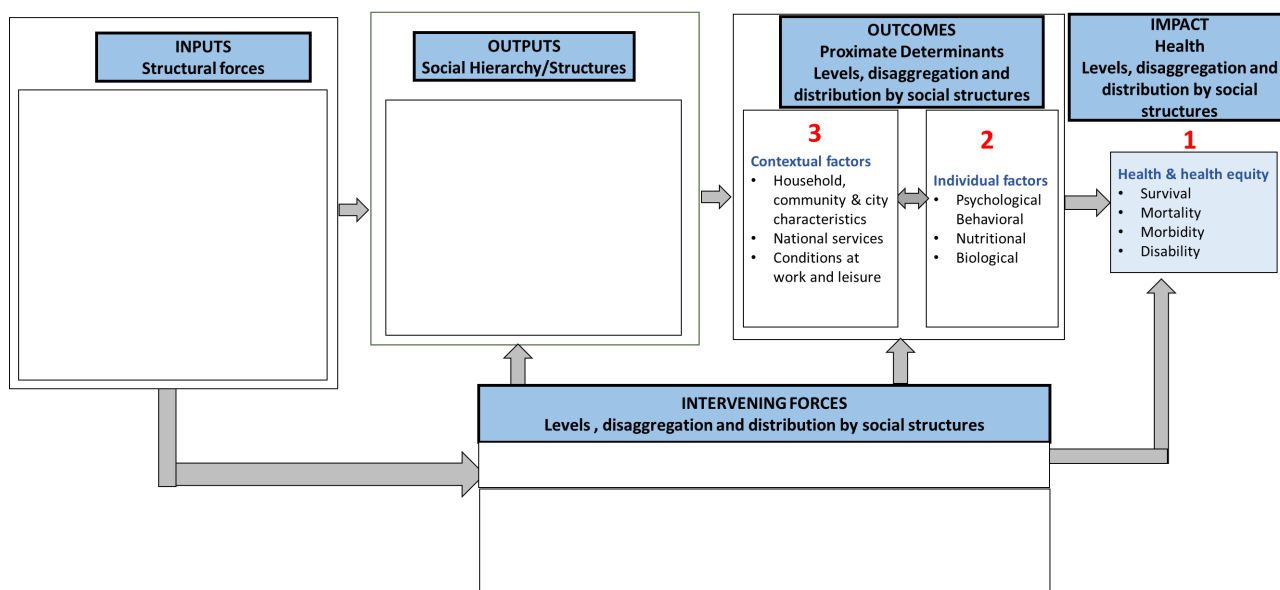 INPUTS
Structural forces
OUTPUTS
Social Hierarchy/Structures
OUTCOMES
Proximate Determinants
Levels, disaggregation and
distribution by social structures
IMPACT
Health
Levels, disaggregation and
distribution by social
structures
3
Contextual factors
• Household,
community & city
characteristics
• National services
• Conditions at
work and leisure
2
Individual factors
• Psychological
Behavioral
• Nutritional
• Biological
1
Health & health equity
• Survival
• Mortality
• Morbidity
• Disability
INTERVENING FORCES
Levels , disaggregation and distribution by social structures